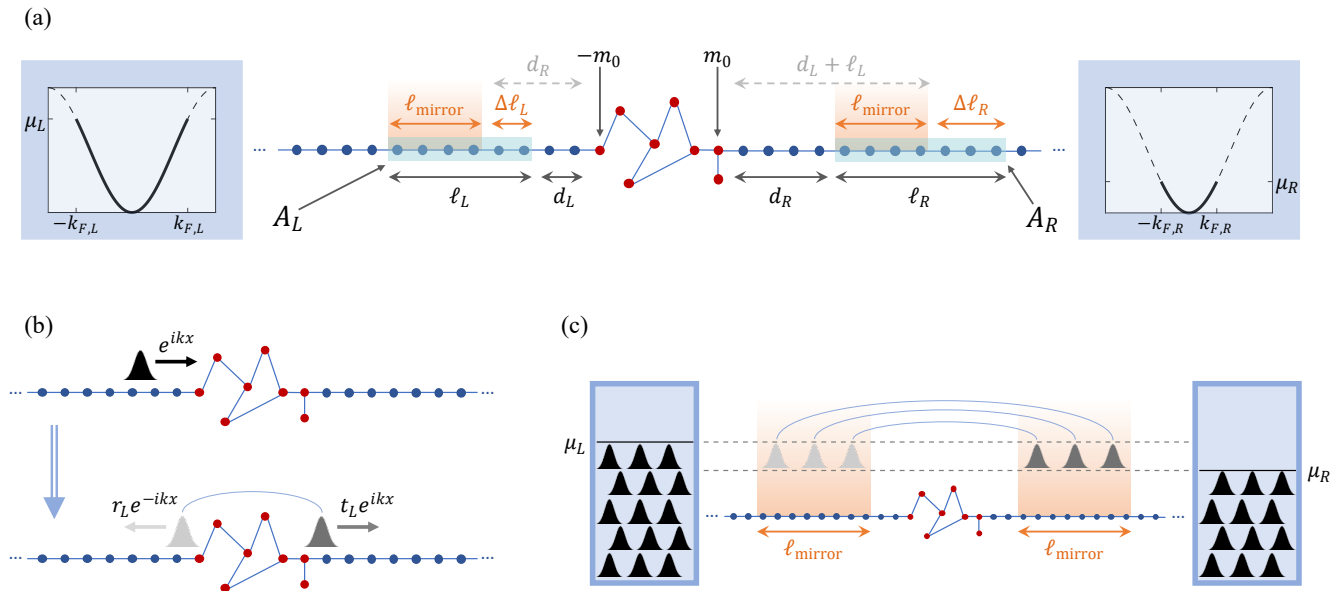 (a)
μ_L
−k_{F,L} k_{F,L}
...
ℓ_mirror
Δℓ_L
d_R
−m_0
m_0
d_L + ℓ_L
ℓ_mirror
Δℓ_R
...
A_L
ℓ_L
d_L
d_R
ℓ_R
A_R
μ_R
−k_{F,R} k_{F,R}
(b)
e^{ikx}
... ...
r_L e^{−ikx}
t_L e^{ikx}
... ...
(c)
μ_L
μ_R
... ...
ℓ_mirror
ℓ_mirror